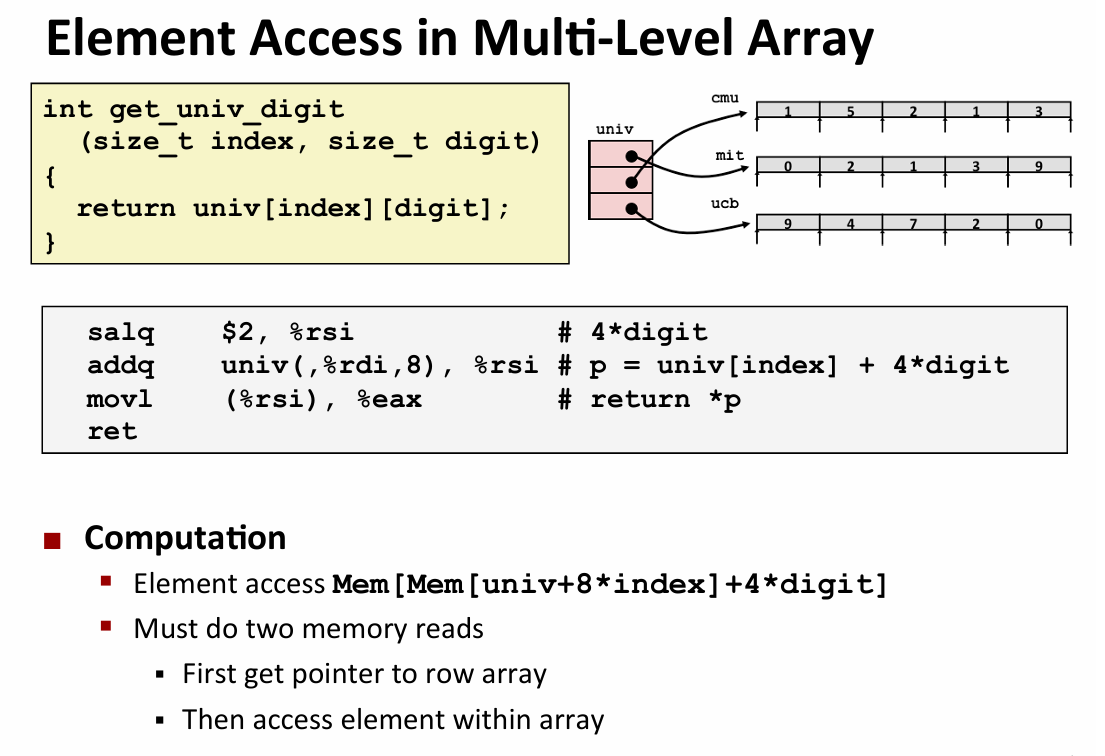 Element Access in Multi-Level Array
int get_univ_digit
(size_t index, size_t digit)
{
return univ[index][digit];
}
univ
cmu
1 5 2 1 3
mit
0 2 1 3 9
ucb
9 4 7 2 0
salq $2, %rsi # 4*digit
addq univ(,%rdi,8), %rsi # p = univ[index] + 4*digit
movl (%rsi), %eax # return *p
ret
■ Computation
▪ Element access Mem[Mem[univ+8*index]+4*digit]
▪ Must do two memory reads
▪ First get pointer to row array
▪ Then access element within array